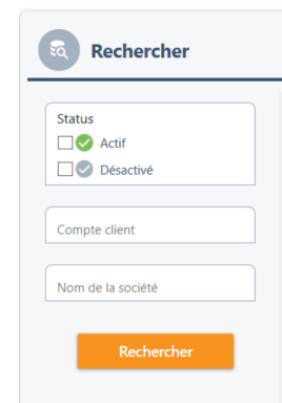 Rechercher
Status
Actif
Désactivé
Compte client
Nom de la société
Rechercher